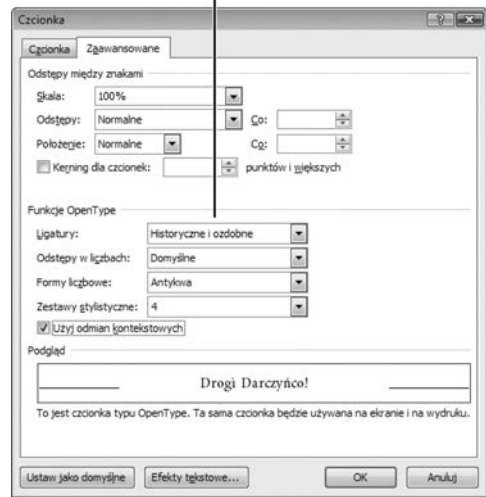 Czcionka
Czcionka Zaawansowane
Odstępy między znakami
Skala: 100%
Odstępy: Normalne Co:
Położenie: Normalne Co:
Kerning dla czcionek: punktów i większych
Funkcje OpenType
Ligatury: Historyczne i ozdobne
Odstępy w liczbach: Domyślne
Formy liczbowe: Antykwa
Zestawy stylistyczne: 4
Użyj odmian kontekstowych
Podgląd
Drogi Darczyńco!
To jest czcionka typu OpenType. Ta sama czcionka będzie używana na ekranie i na wydruku.
Ustaw jako domyślne Efekty tekstowe... OK Anuluj